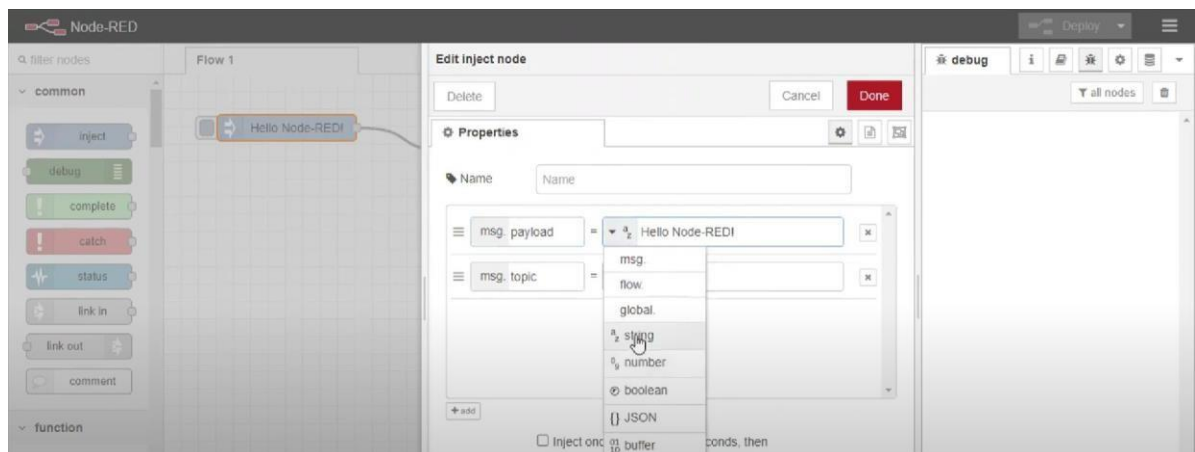 Node-RED
Deploy
filter nodes
common
inject
debug
complete
catch
status
link in
link out
comment
function
Flow 1
Hello Node-RED!
Edit inject node
Delete
Cancel
Done
Properties
Name
Name
msg. payload
=
Hello Node-RED!
msg. topic
=
msg.
flow.
global.
string
number
boolean
{} JSON
buffer
+ add
Inject once
conds, then
debug
i
all nodes